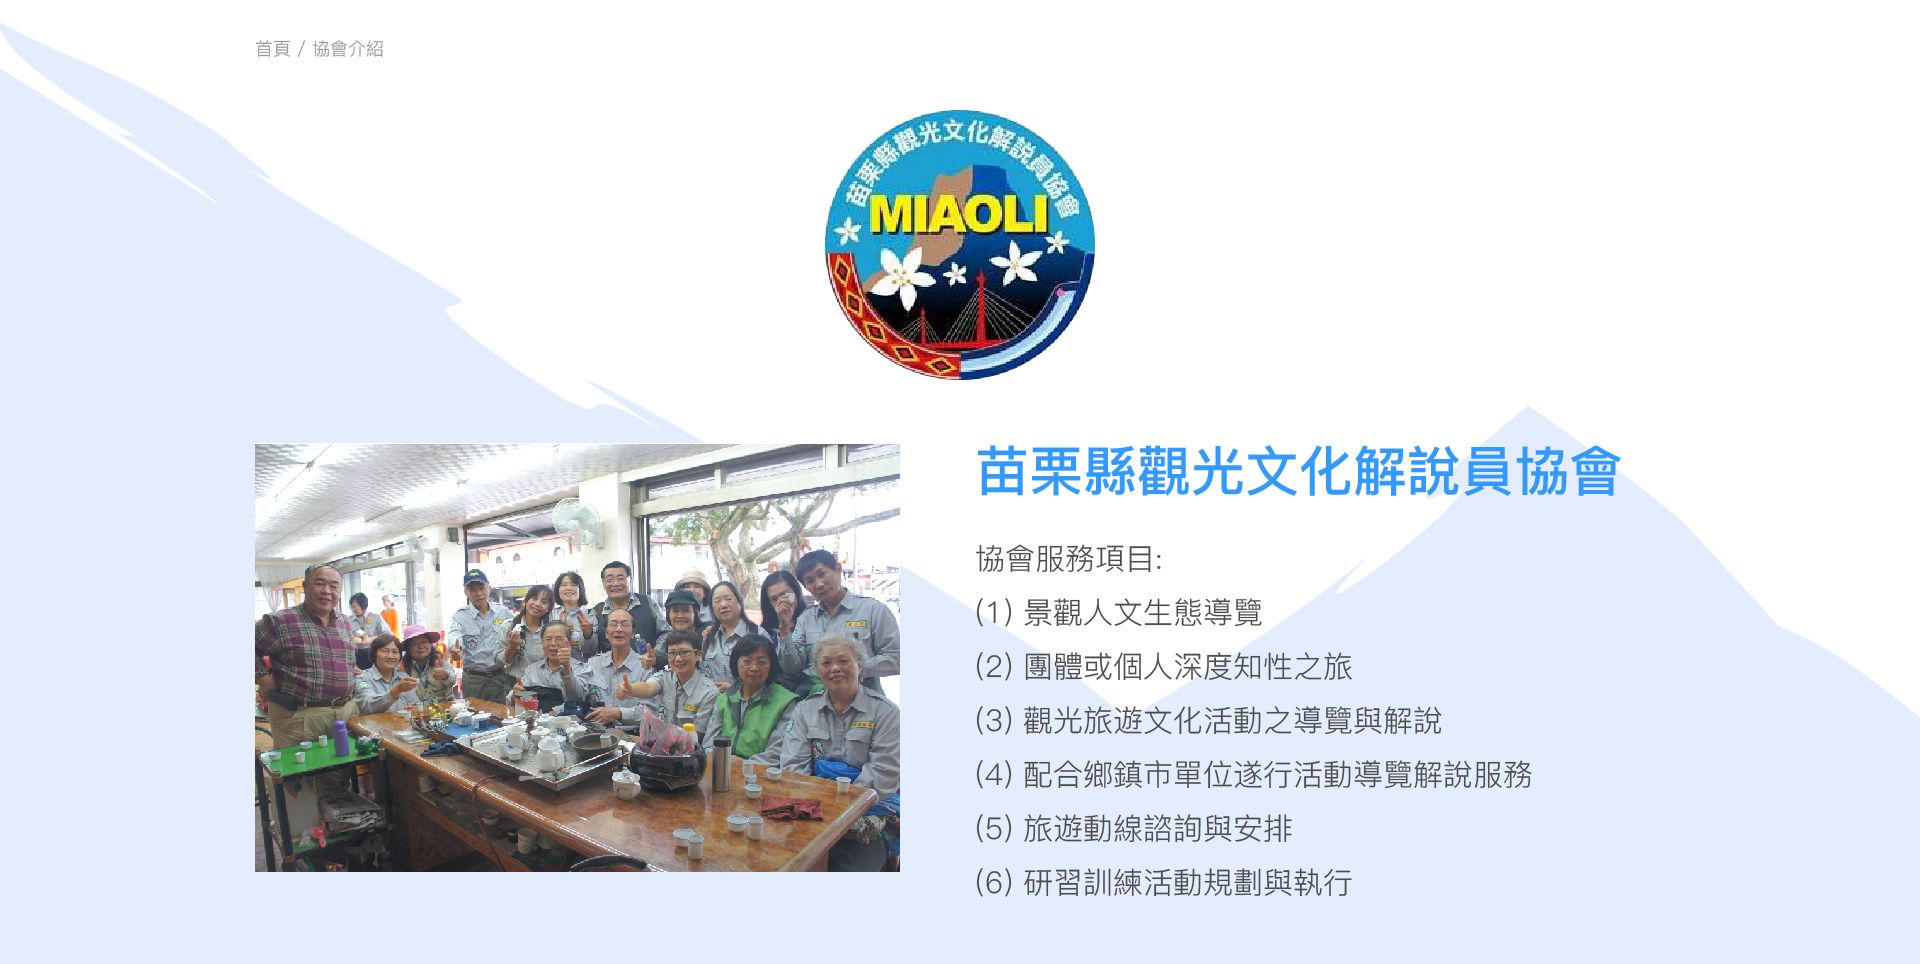 首頁 / 協會介紹
苗栗縣觀光文化解說員協會
MIAOLI
苗栗縣觀光文化解說員協會
協會服務項目:
(1) 景觀人文生態導覽
(2) 團體或個人深度知性之旅
(3) 觀光旅遊文化活動之導覽與解說
(4) 配合鄉鎮市單位遂行活動導覽解說服務
(5) 旅遊動線諮詢與安排
(6) 研習訓練活動規劃與執行